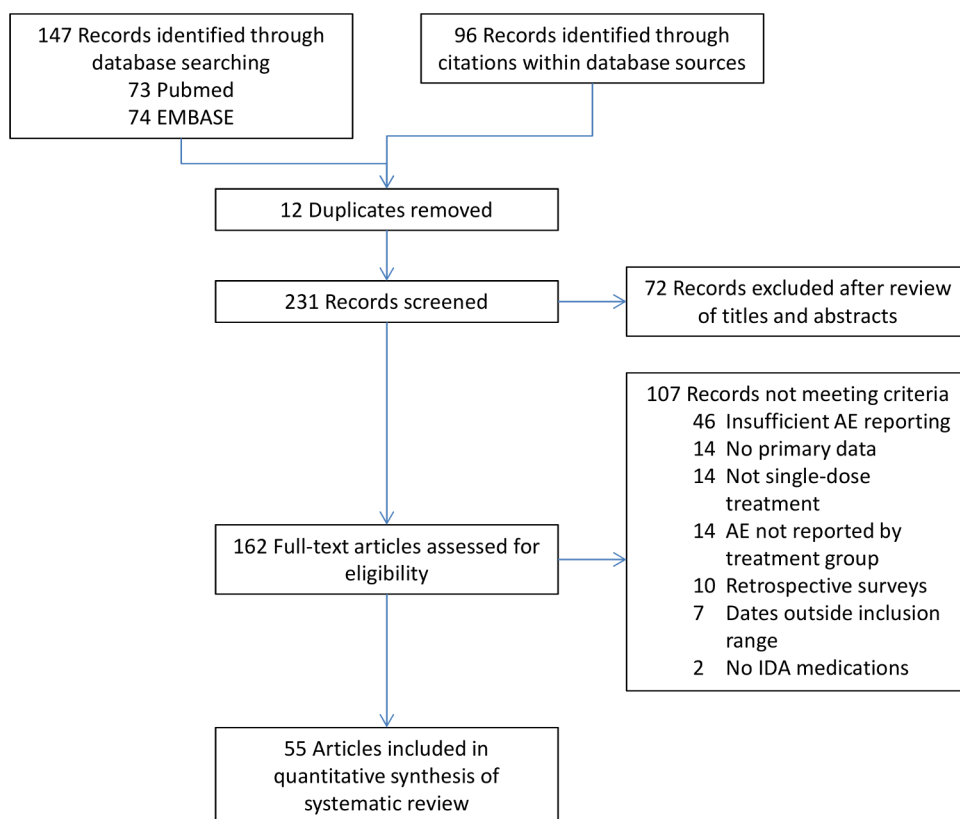 147 Records identified through
database searching
73 Pubmed
74 EMBASE
96 Records identified through
citations within database sources
12 Duplicates removed
231 Records screened
72 Records excluded after review
of titles and abstracts
107 Records not meeting criteria
46 Insufficient AE reporting
14 No primary data
14 Not single-dose
treatment
14 AE not reported by
treatment group
10 Retrospective surveys
7 Dates outside inclusion
range
2 No IDA medications
162 Full-text articles assessed for
eligibility
55 Articles included in
quantitative synthesis of
systematic review